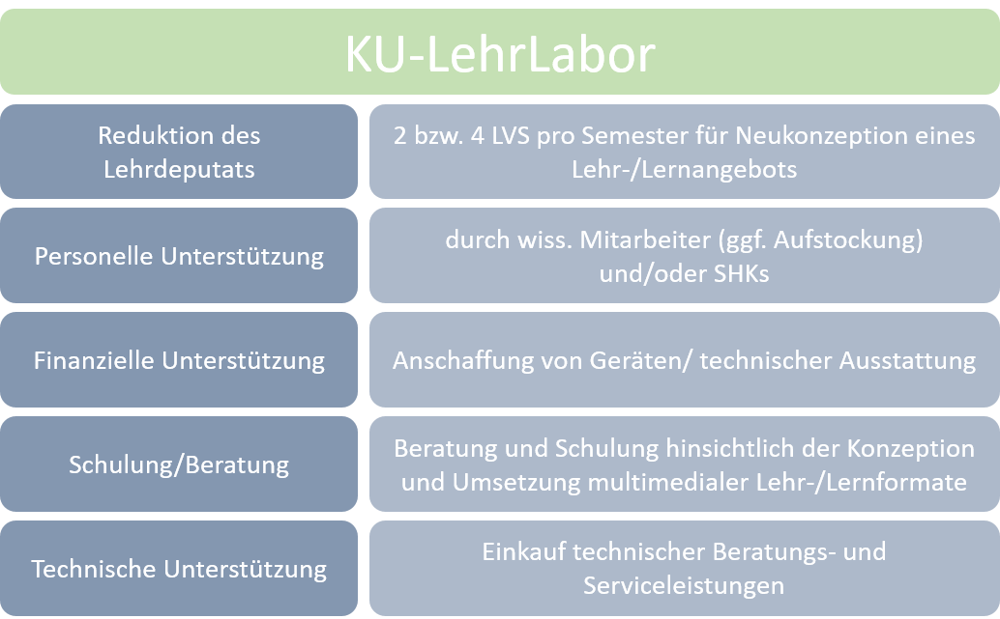 KU-LehrLabor
Reduktion des
Lehrdeputats
2 bzw. 4 LVS pro Semester für Neukonzeption eines
Lehr-/Lernangebots
Personelle Unterstützung
durch wiss. Mitarbeiter (ggf. Aufstockung)
und/oder SHKs
Finanzielle Unterstützung
Anschaffung von Geräten/ technischer Ausstattung
Schulung/Beratung
Beratung und Schulung hinsichtlich der Konzeption
und Umsetzung multimedialer Lehr-/Lernformate
Technische Unterstützung
Einkauf technischer Beratungs- und
Serviceleistungen